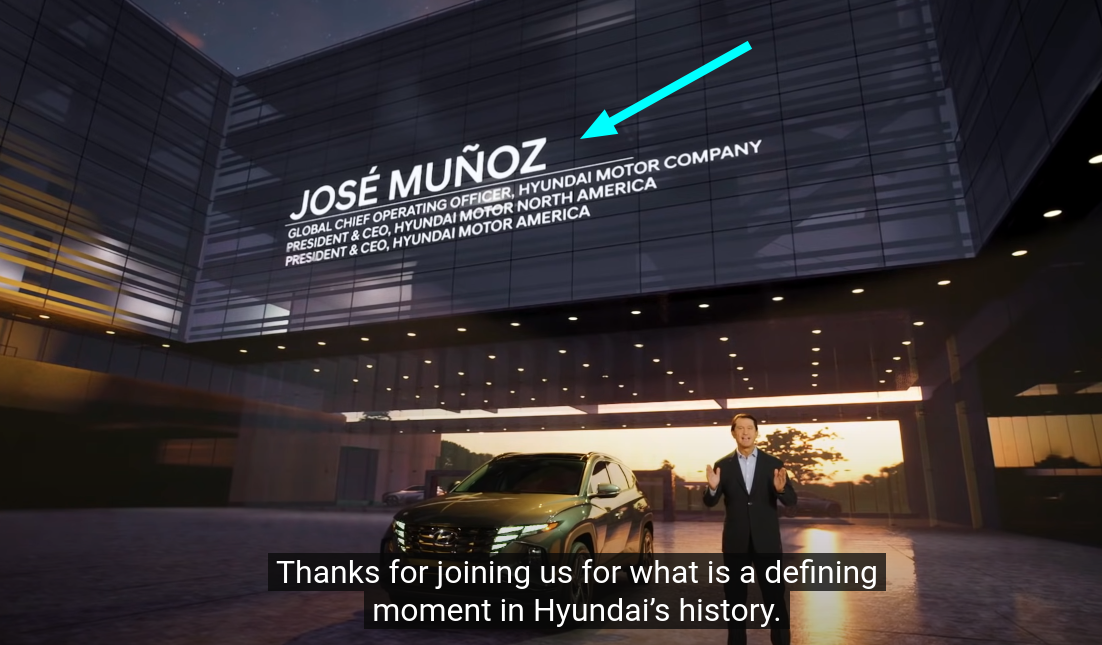 JOSÉ MUÑOZ
GLOBAL CHIEF OPERATING OFFICER, HYUNDAI MOTOR COMPANY
PRESIDENT & CEO, HYUNDAI MOTOR NORTH AMERICA
PRESIDENT & CEO, HYUNDAI MOTOR AMERICA
Thanks for joining us for what is a defining
moment in Hyundai’s history.